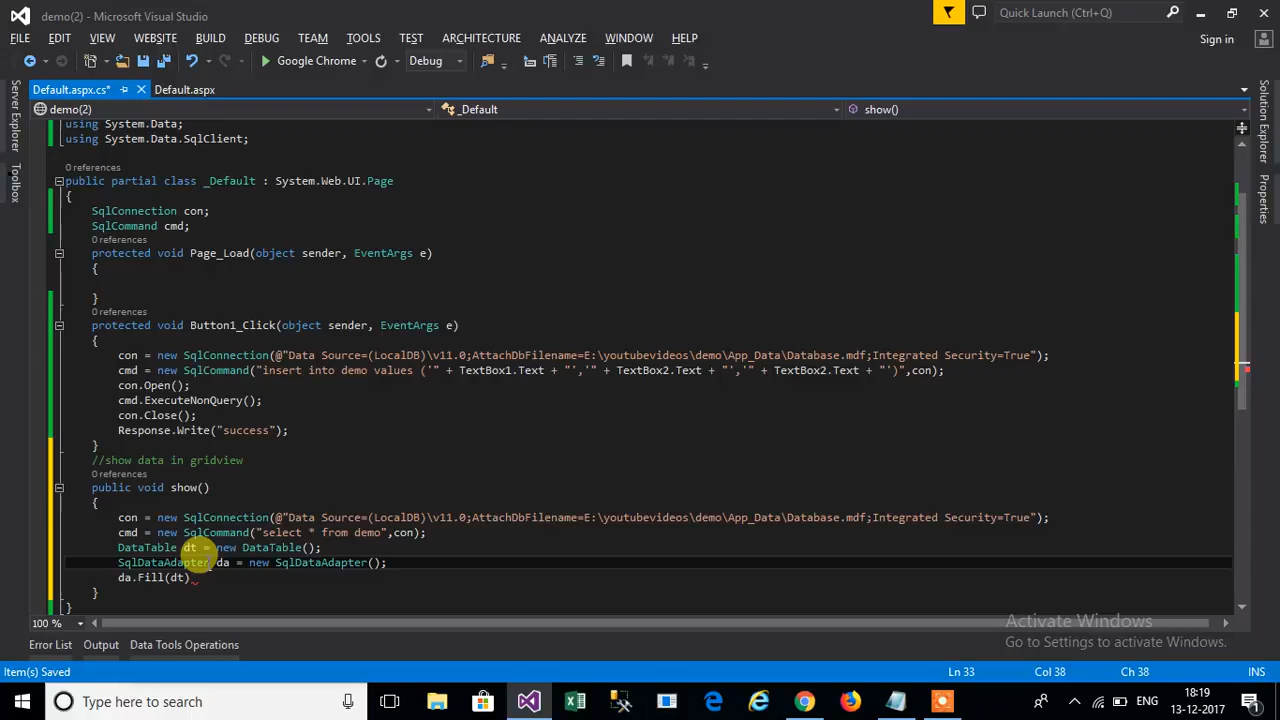 demo(2) - Microsoft Visual Studio
Quick Launch (Ctrl+Q)
FILE EDIT VIEW WEBSITE BUILD DEBUG TEAM TOOLS TEST ARCHITECTURE ANALYZE WINDOW HELP
Sign in
Google Chrome
Debug
Default.aspx.cs*
Default.aspx
demo(2)
_Default
show()
Server Explorer
Toolbox
Solution Explorer
Properties
using System.Data;
using System.Data.SqlClient;
0 references
public partial class _Default : System.Web.UI.Page
{
SqlConnection con;
SqlCommand cmd;
0 references
protected void Page_Load(object sender, EventArgs e)
{
}
0 references
protected void Button1_Click(object sender, EventArgs e)
{
con = new SqlConnection(@"Data Source=(LocalDB)\v11.0;AttachDbFilename=E:\youtubevideos\demo\App_Data\Database.mdf;Integrated Security=True");
cmd = new SqlCommand("insert into demo values ('" + TextBox1.Text + "','" + TextBox2.Text + "','" + TextBox2.Text + "')",con);
con.Open();
cmd.ExecuteNonQuery();
con.Close();
Response.Write("success");
}
//show data in gridview
0 references
public void show()
{
con = new SqlConnection(@"Data Source=(LocalDB)\v11.0;AttachDbFilename=E:\youtubevideos\demo\App_Data\Database.mdf;Integrated Security=True");
cmd = new SqlCommand("select * from demo",con);
DataTable dt = new DataTable();
SqlDataAdapter da = new SqlDataAdapter();
da.Fill(dt)
}
}
100 %
Activate Windows
Go to Settings to activate Windows.
Error List Output Data Tools Operations
Item(s) Saved
Ln 33
Col 38
Ch 38
INS
Type here to search
ENG
18:19
13-12-2017
1